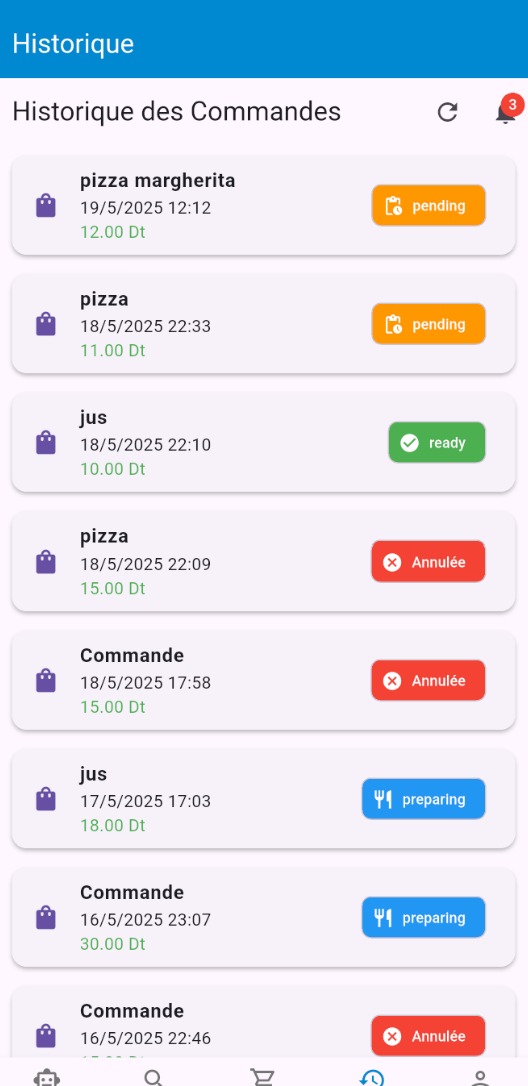 Historique
Historique des Commandes
3
pizza margherita
19/5/2025 12:12
12.00 Dt
pending
pizza
18/5/2025 22:33
11.00 Dt
pending
jus
18/5/2025 22:10
10.00 Dt
ready
pizza
18/5/2025 22:09
15.00 Dt
Annulée
Commande
18/5/2025 17:58
15.00 Dt
Annulée
jus
17/5/2025 17:03
18.00 Dt
preparing
Commande
16/5/2025 23:07
30.00 Dt
preparing
Commande
16/5/2025 22:46
Annulée